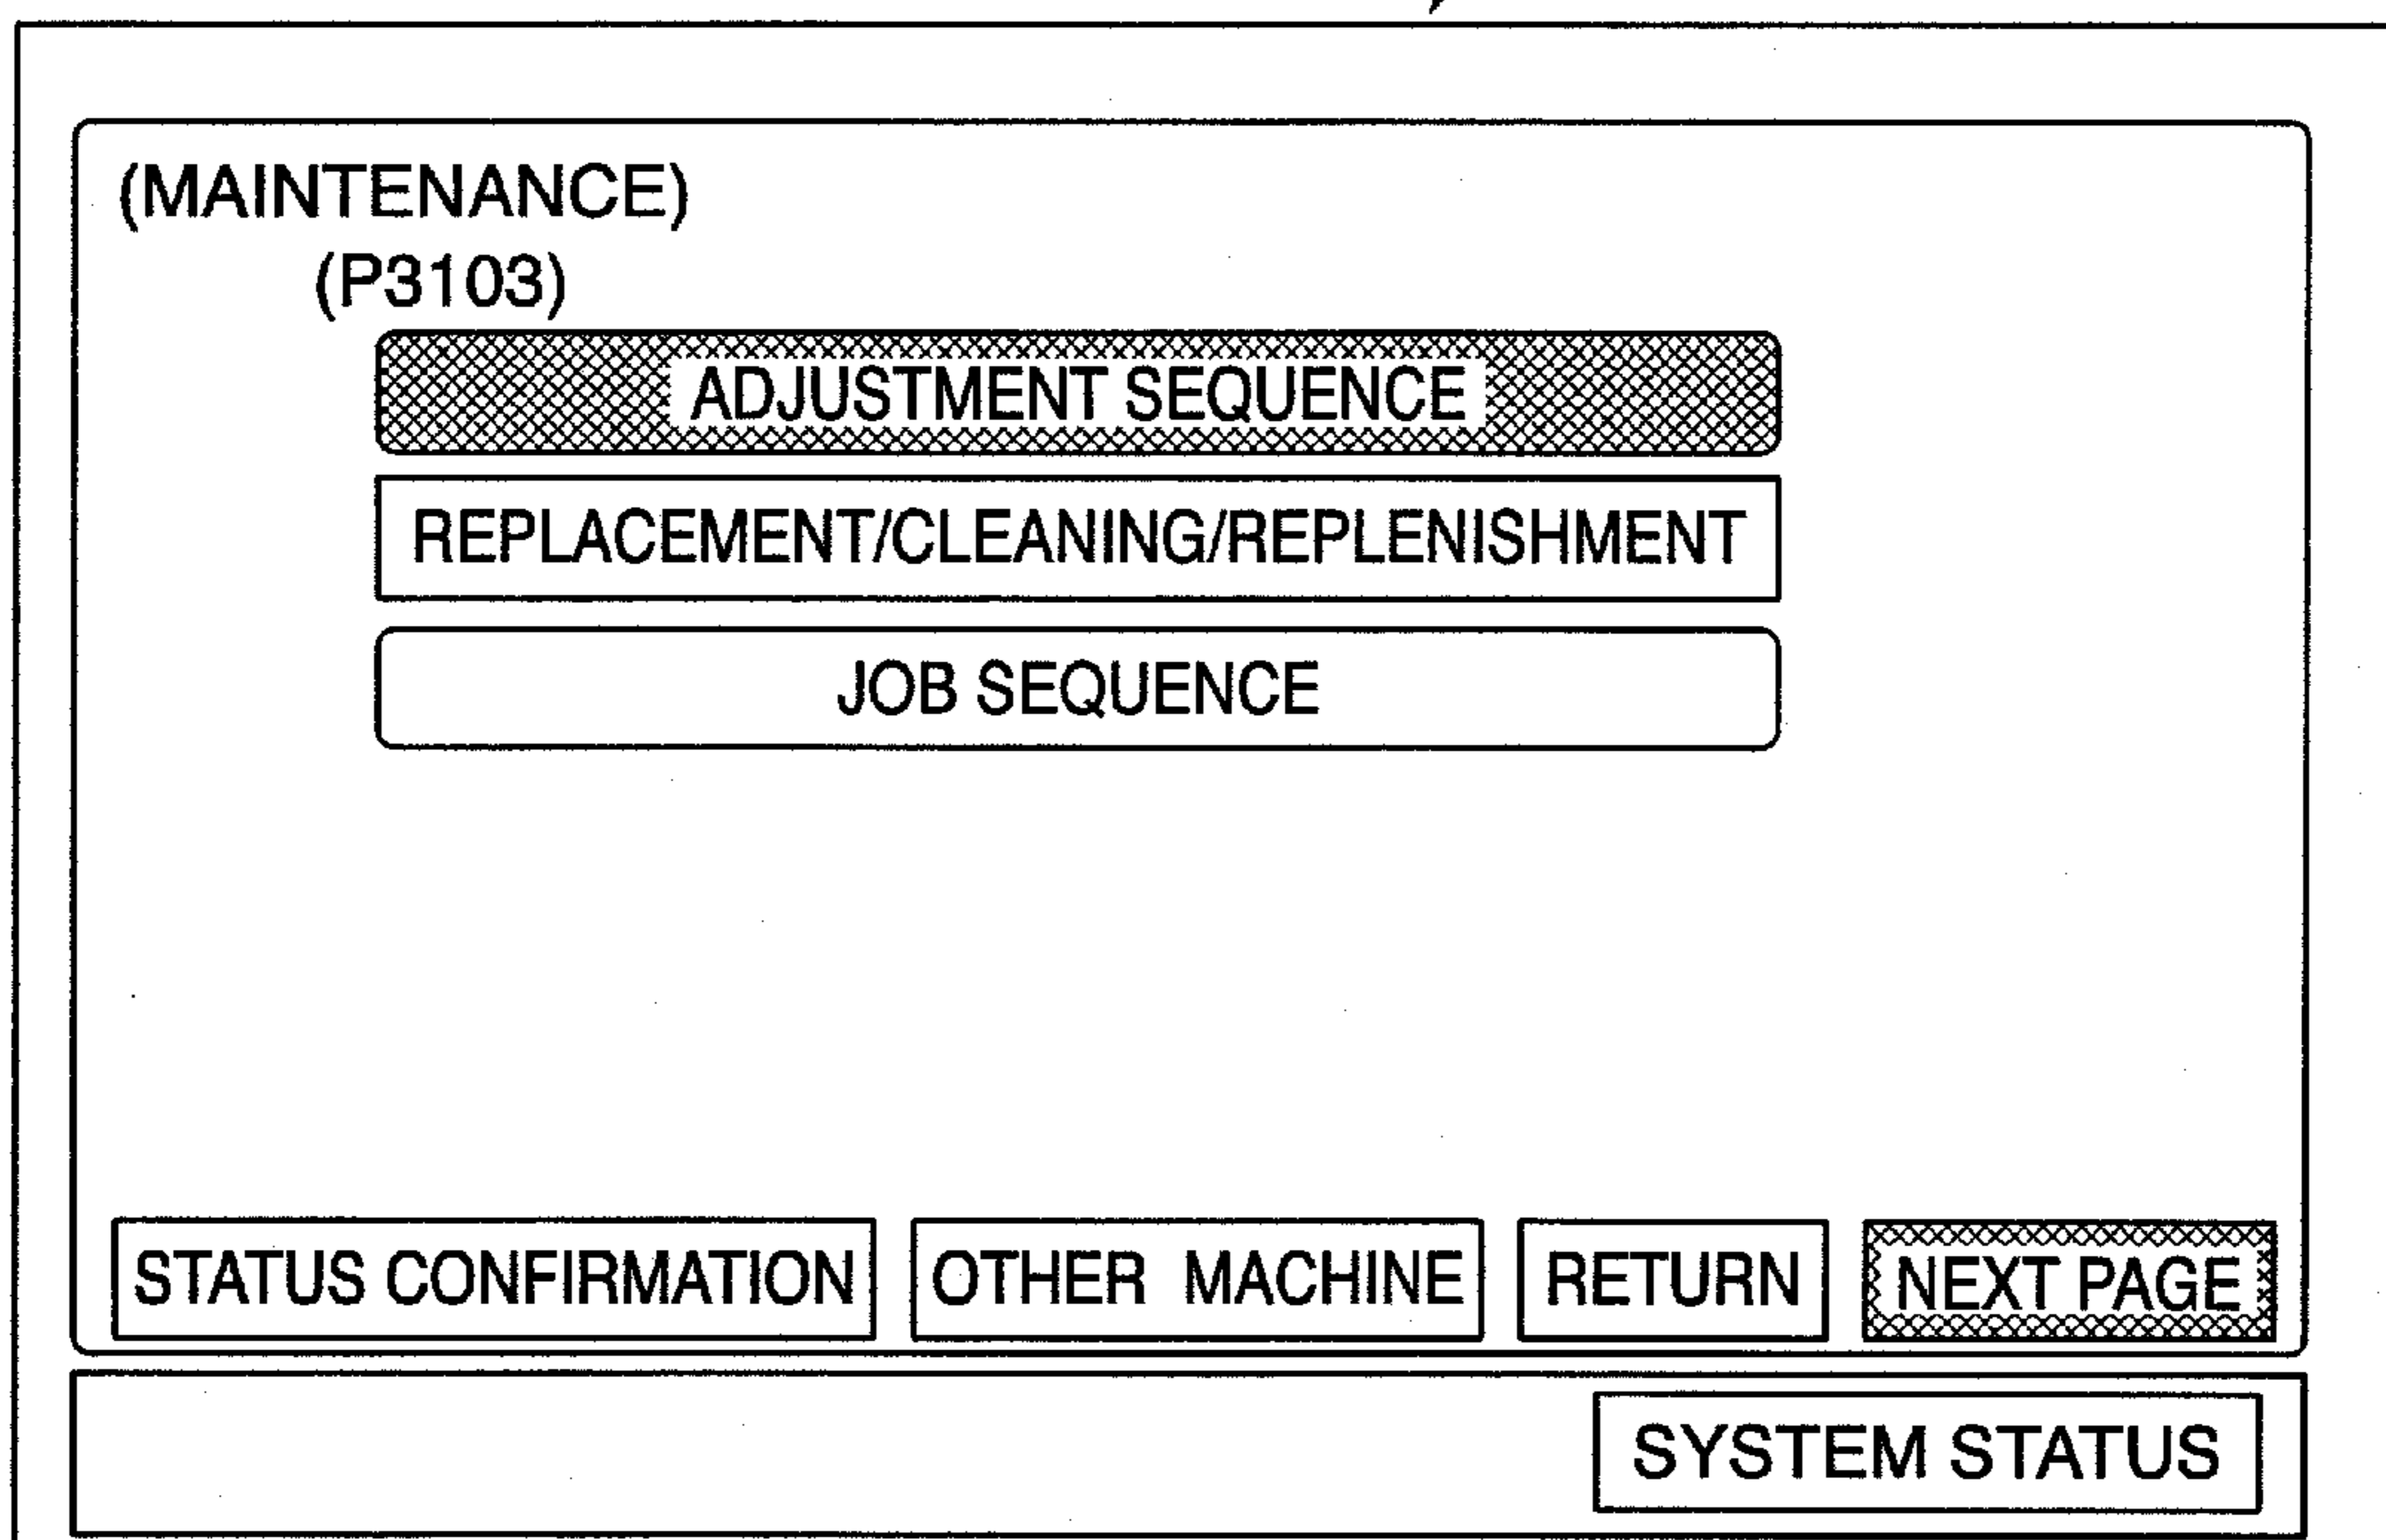 (MAINTENANCE)
(P3103)
ADJUSTMENT SEQUENCE
REPLACEMENT/CLEANING/REPLENISHMENT
JOB SEQUENCE
STATUS CONFIRMATION OTHER MACHINE RETURN NEXT PAGE
SYSTEM STATUS